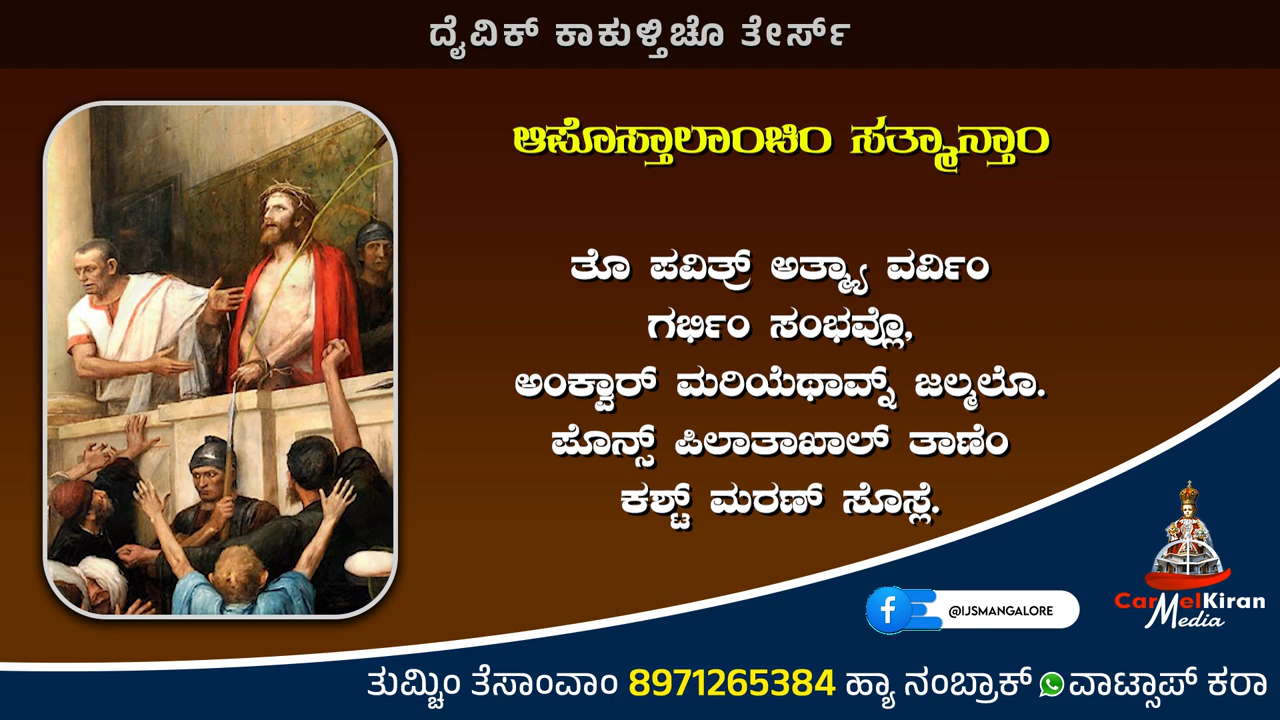 ದೈವಿಕ್ ಕಾಕುಳ್ತಿಚೊ ತೇರ್ಸ್
ಆಪೊಸ್ತಾಲಾಂಚಿಂ ಸತ್ಮಾನ್ತಾಂ
ತೊ ಪವಿತ್ರ್ ಅತ್ಮ್ಯಾ ವರ್ವಿಂ
ಗರ್ಭಿಂ ಸಂಭವ್ಲೊ,
ಅಂಕ್ವಾರ್ ಮರಿಯೆಥಾವ್ನ್ ಜಲ್ಮಲೊ.
ಪೊನ್ಸ್ ಪಿಲಾತಾಖಾಲ್ ತಾಣೆಂ
ಕಶ್ಟ್ ಮರಣ್ ಸೊಸ್ಲೆ.
@IJSMANGALORE
CarmelKiran
Media
ತುಮ್ಚಿಂ ತೆಸಾಂವಾಂ 8971265384 ಹ್ಯಾ ನಂಬ್ರಾಕ್ ವಾಟ್ಸಾಪ್ ಕರಾ